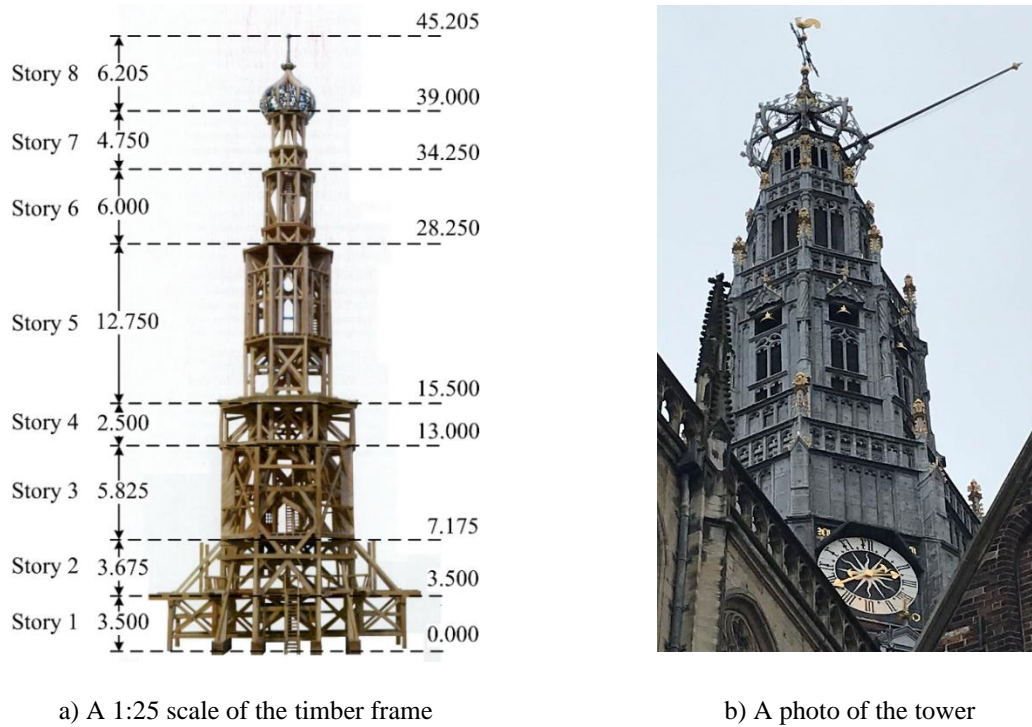 45.205
Story 8 6.205
39.000
Story 7 4.750
34.250
Story 6 6.000
28.250
Story 5 12.750
15.500
Story 4 2.500
13.000
Story 3 5.825
7.175
Story 2 3.675
3.500
Story 1 3.500
0.000
a) A 1:25 scale of the timber frame
b) A photo of the tower